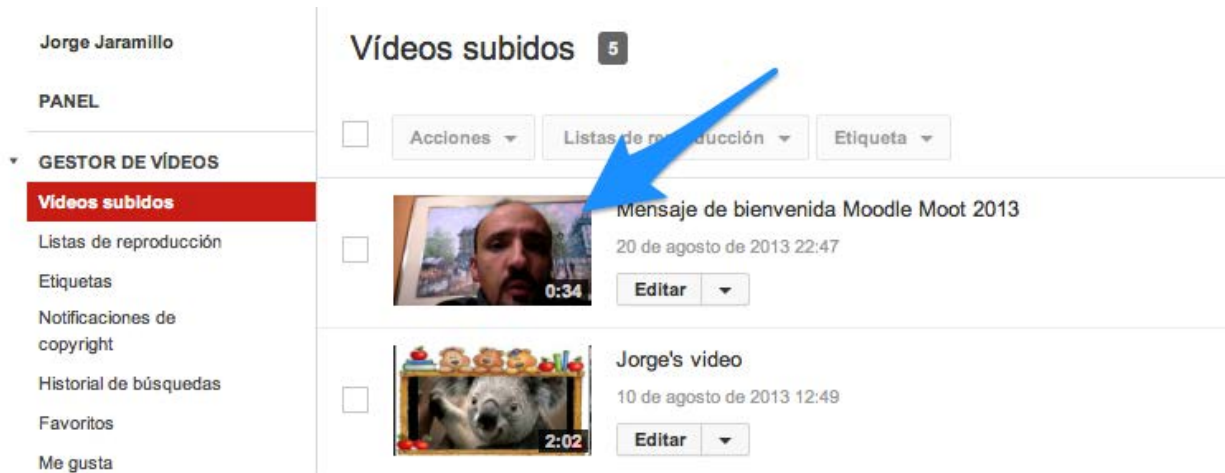 Jorge Jaramillo
PANEL
GESTOR DE VÍDEOS
Vídeos subidos
Listas de reproducción
Etiquetas
Notificaciones de
copyright
Historial de búsquedas
Favoritos
Me gusta
Vídeos subidos 5
Acciones Listas de reproducción Etiqueta
Mensaje de bienvenida Moodle Moot 2013
20 de agosto de 2013 22:47
0:34 Editar
Jorge's video
10 de agosto de 2013 12:49
2:02 Editar